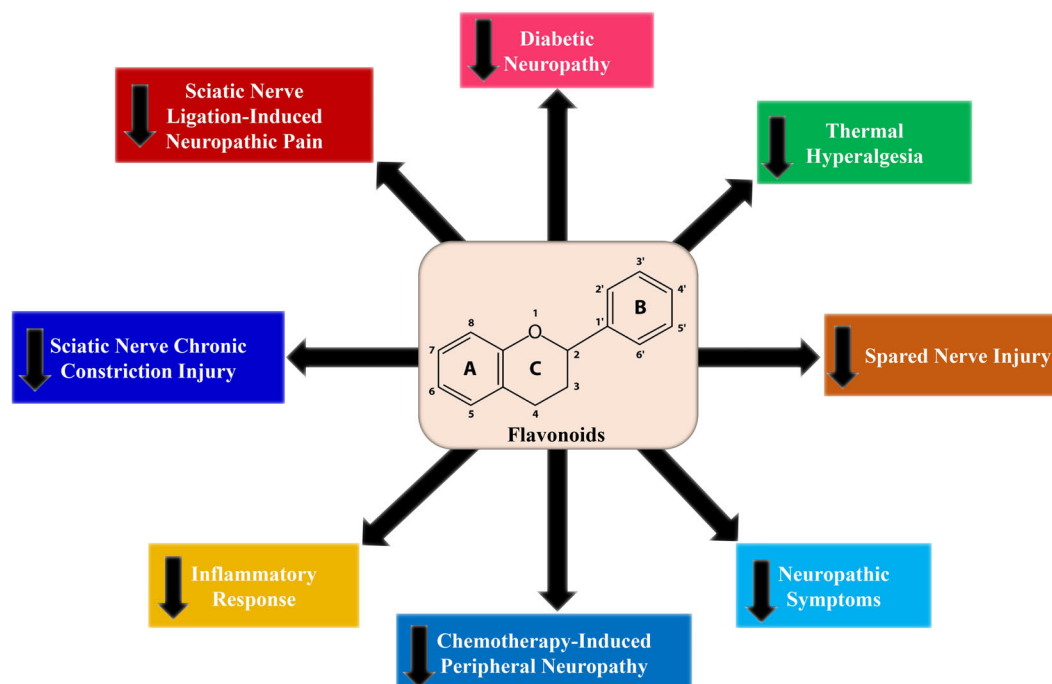 Diabetic
Neuropathy
Sciatic Nerve
Ligation-Induced
Neuropathic Pain
Thermal
Hyperalgesia
3'
2'
4'
B
1
O
1'
5'
8
6'
7
A
C
2
6
3
5
4
Flavonoids
Sciatic Nerve Chronic
Constriction Injury
Spared Nerve Injury
Inflammatory
Response
Neuropathic
Symptoms
Chemotherapy-Induced
Peripheral Neuropathy